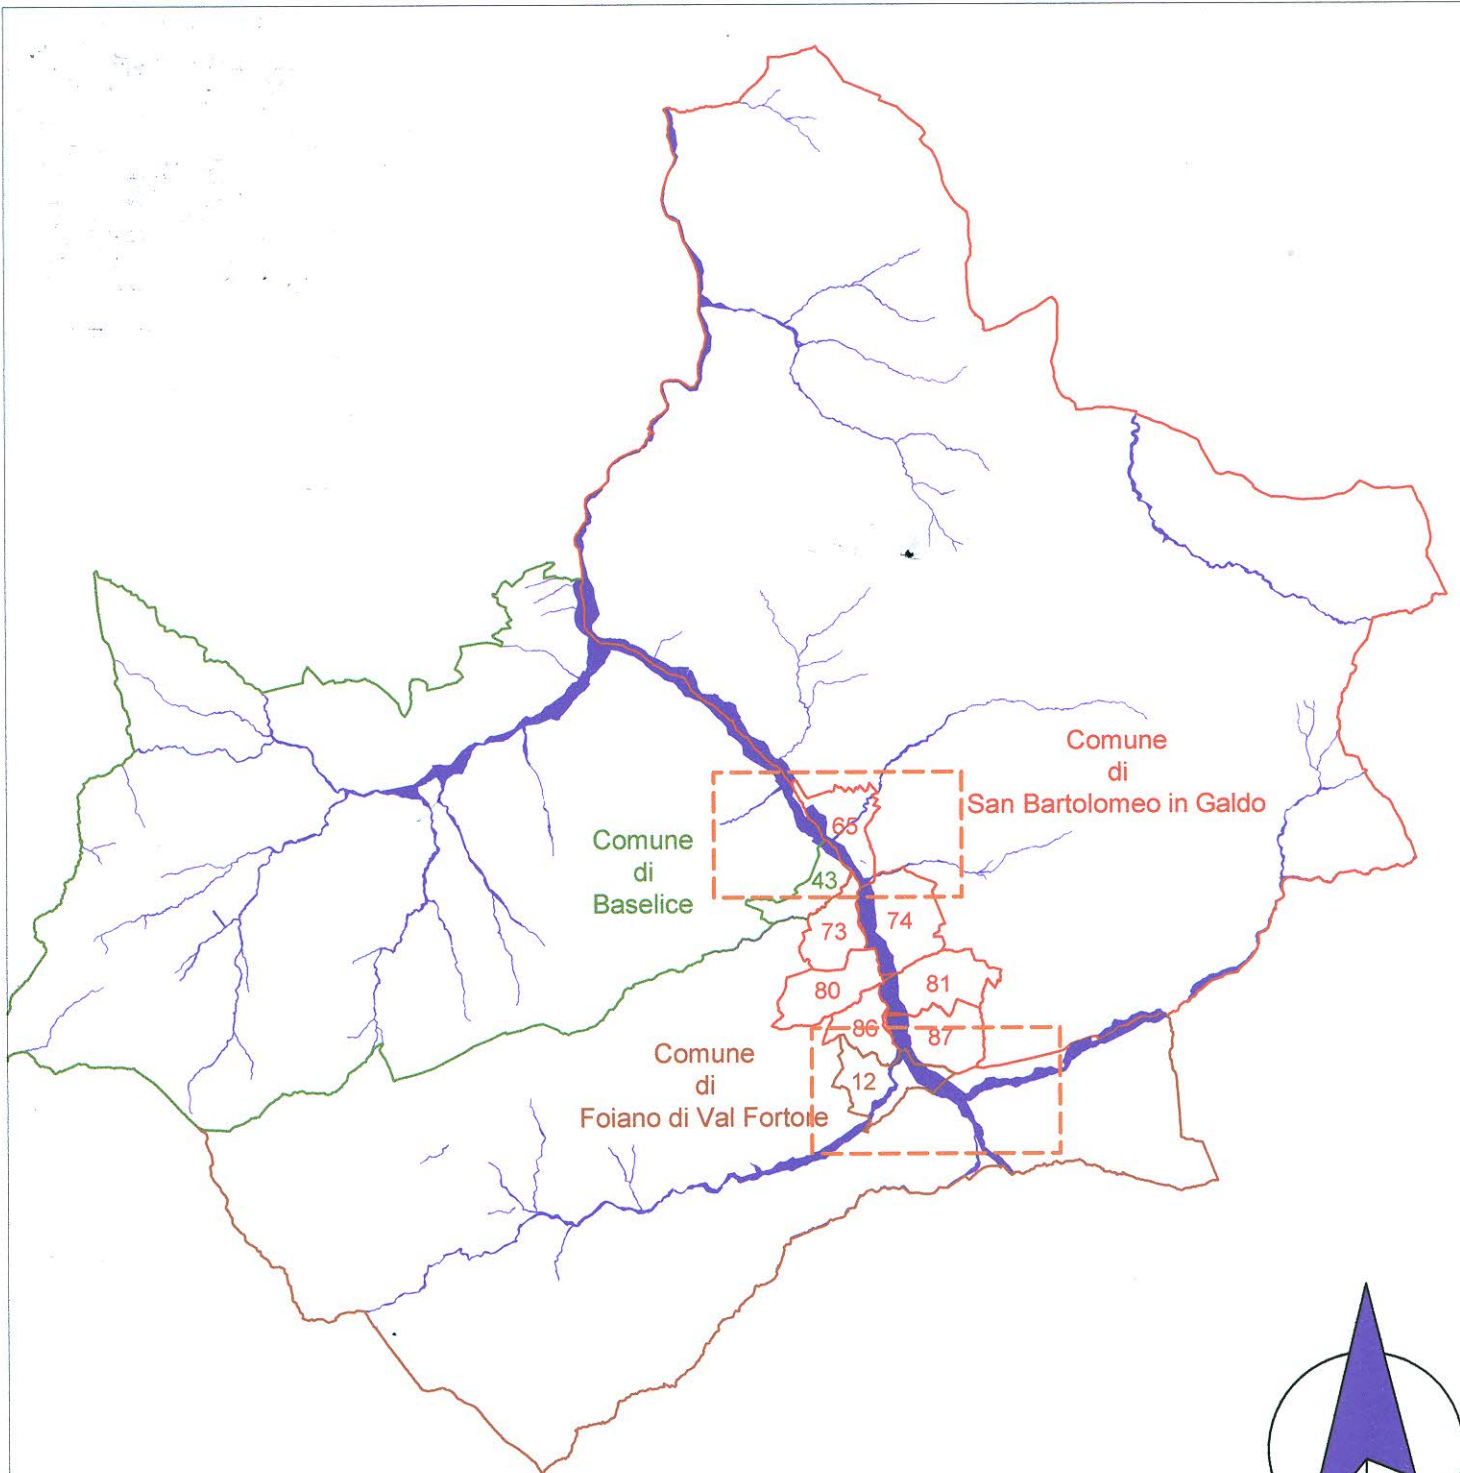 Comune
di
San Bartolomeo in Galdo
65
Comune
di
Baselice
43
73
74
80
81
86
87
Comune
di
Foiano di Val Fortore
12